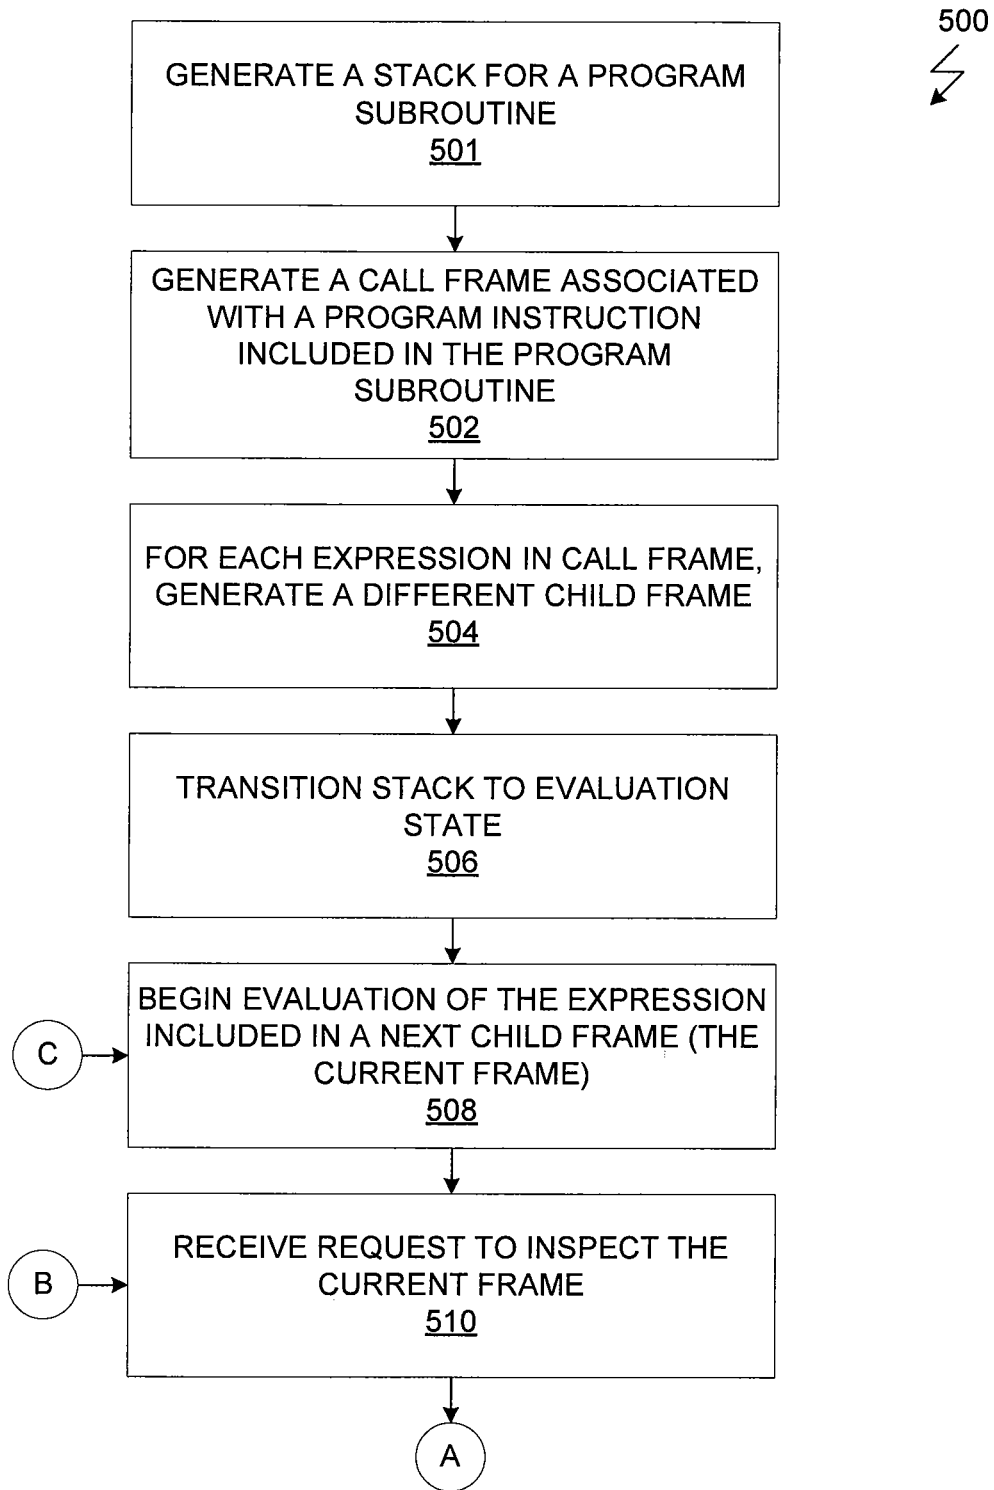 500
GENERATE A STACK FOR A PROGRAM
SUBROUTINE
501
GENERATE A CALL FRAME ASSOCIATED
WITH A PROGRAM INSTRUCTION
INCLUDED IN THE PROGRAM
SUBROUTINE
502
FOR EACH EXPRESSION IN CALL FRAME,
GENERATE A DIFFERENT CHILD FRAME
504
TRANSITION STACK TO EVALUATION
STATE
506
BEGIN EVALUATION OF THE EXPRESSION
INCLUDED IN A NEXT CHILD FRAME (THE
CURRENT FRAME)
508
C
RECEIVE REQUEST TO INSPECT THE
CURRENT FRAME
510
B
A